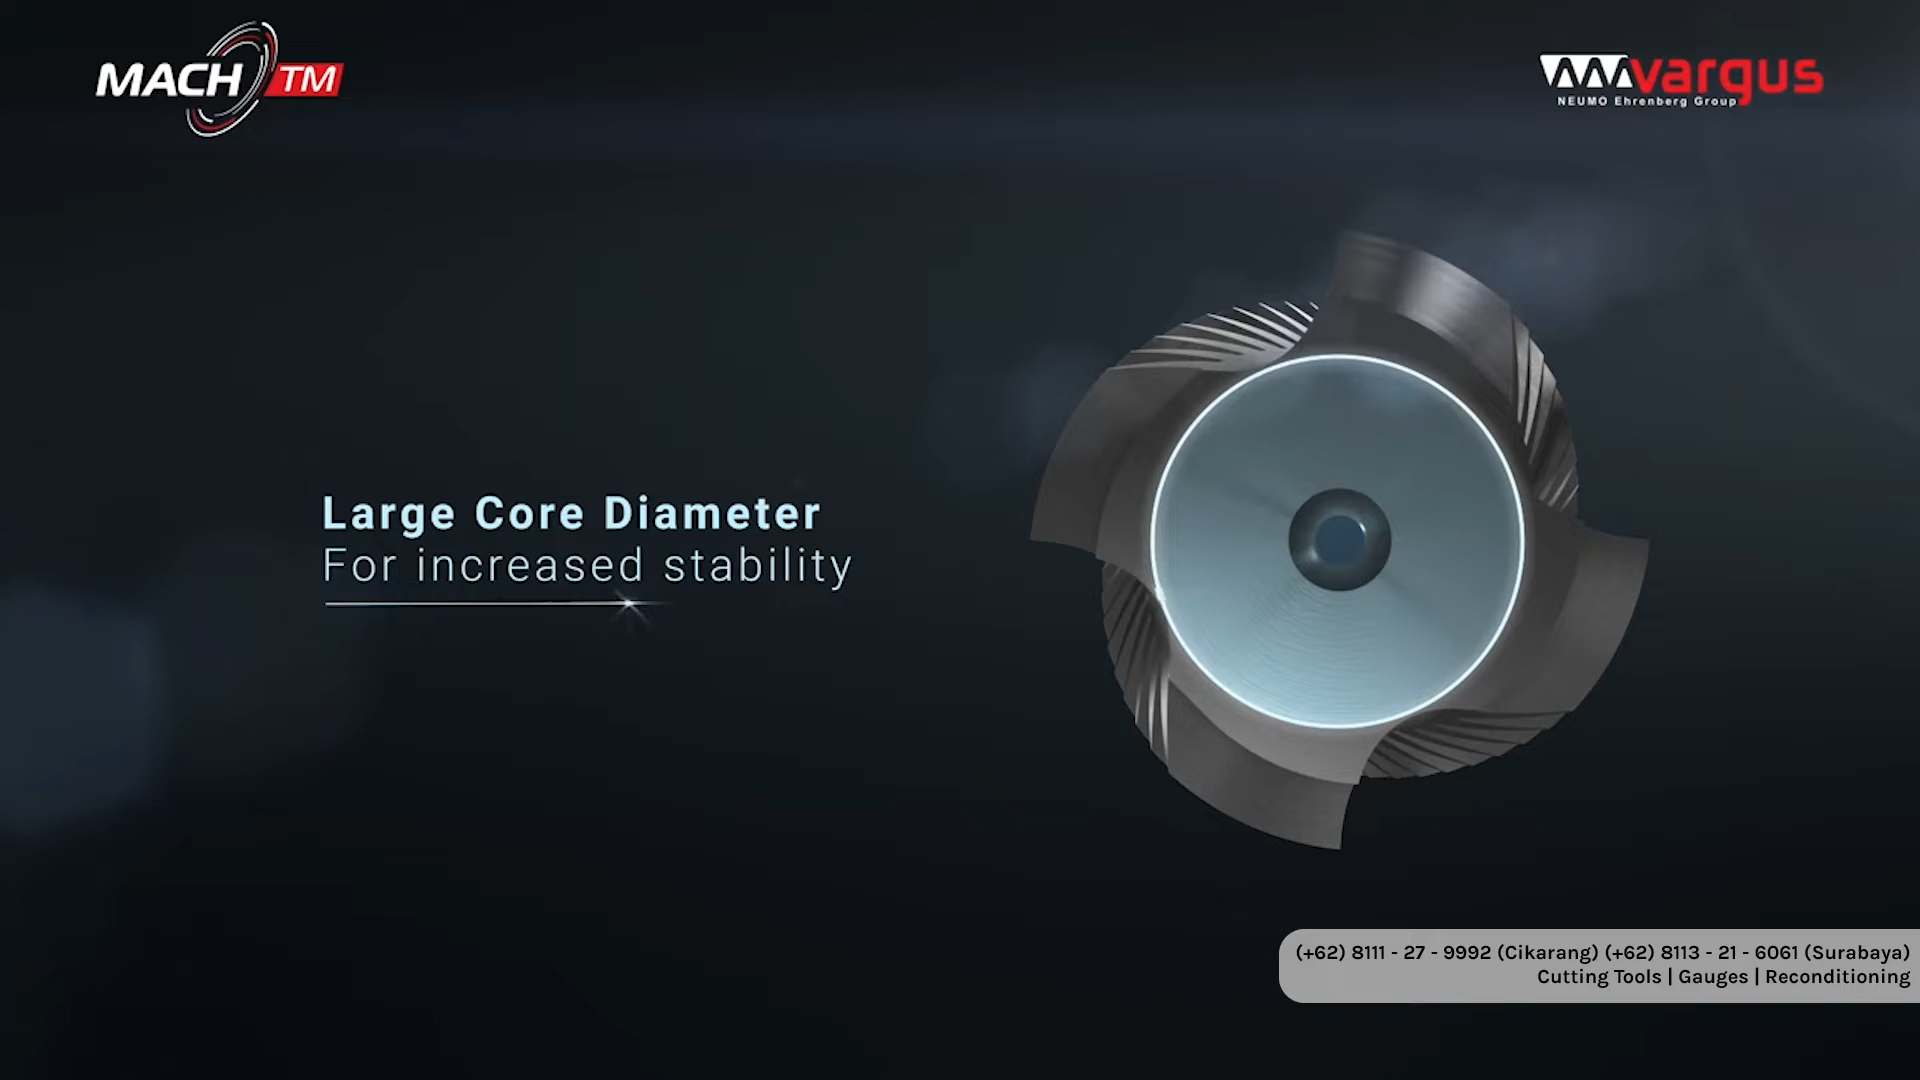 MACH TM
vargus
NEUMO Ehrenberg Group
Large Core Diameter
For increased stability
(+62) 8111 - 27 - 9992 (Cikarang) (+62) 8113 - 21 - 6061 (Surabaya)
Cutting Tools | Gauges | Reconditioning